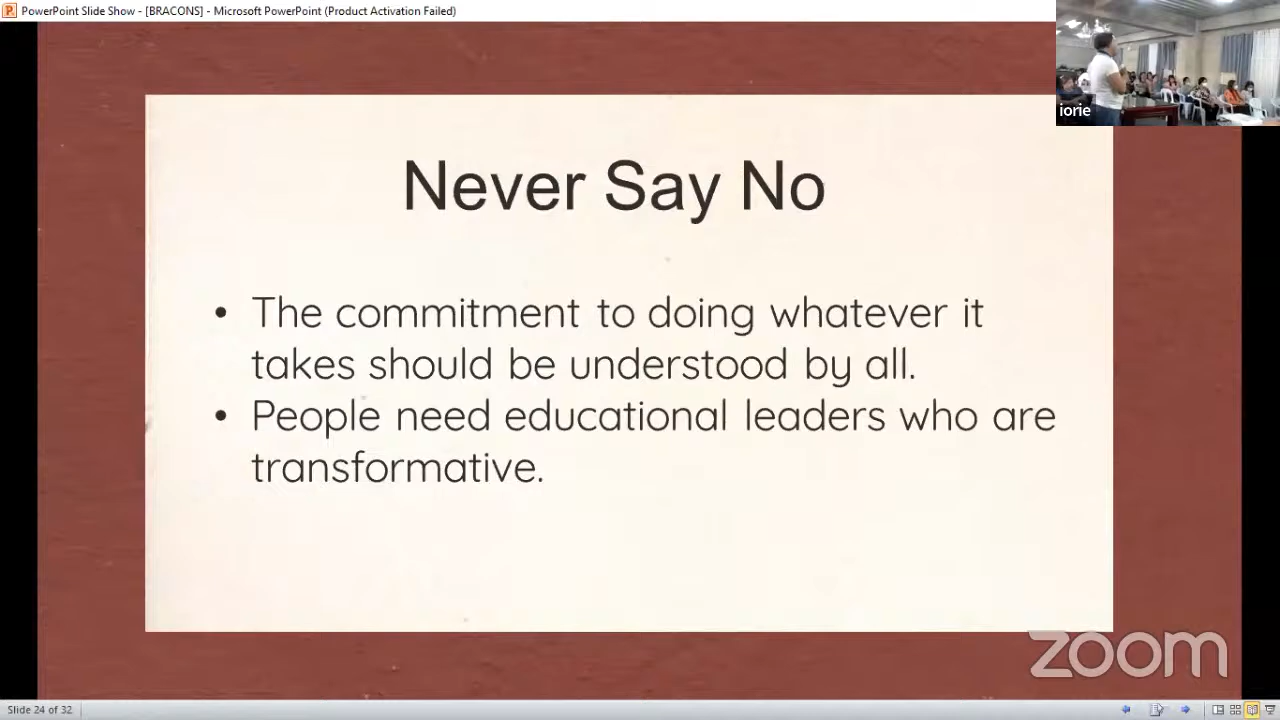 PowerPoint Slide Show - [BRACONS] - Microsoft PowerPoint (Product Activation Failed)
iorie
Never Say No
• The commitment to doing whatever it
takes should be understood by all.
• People need educational leaders who are
transformative.
zoom
Slide 24 of 32